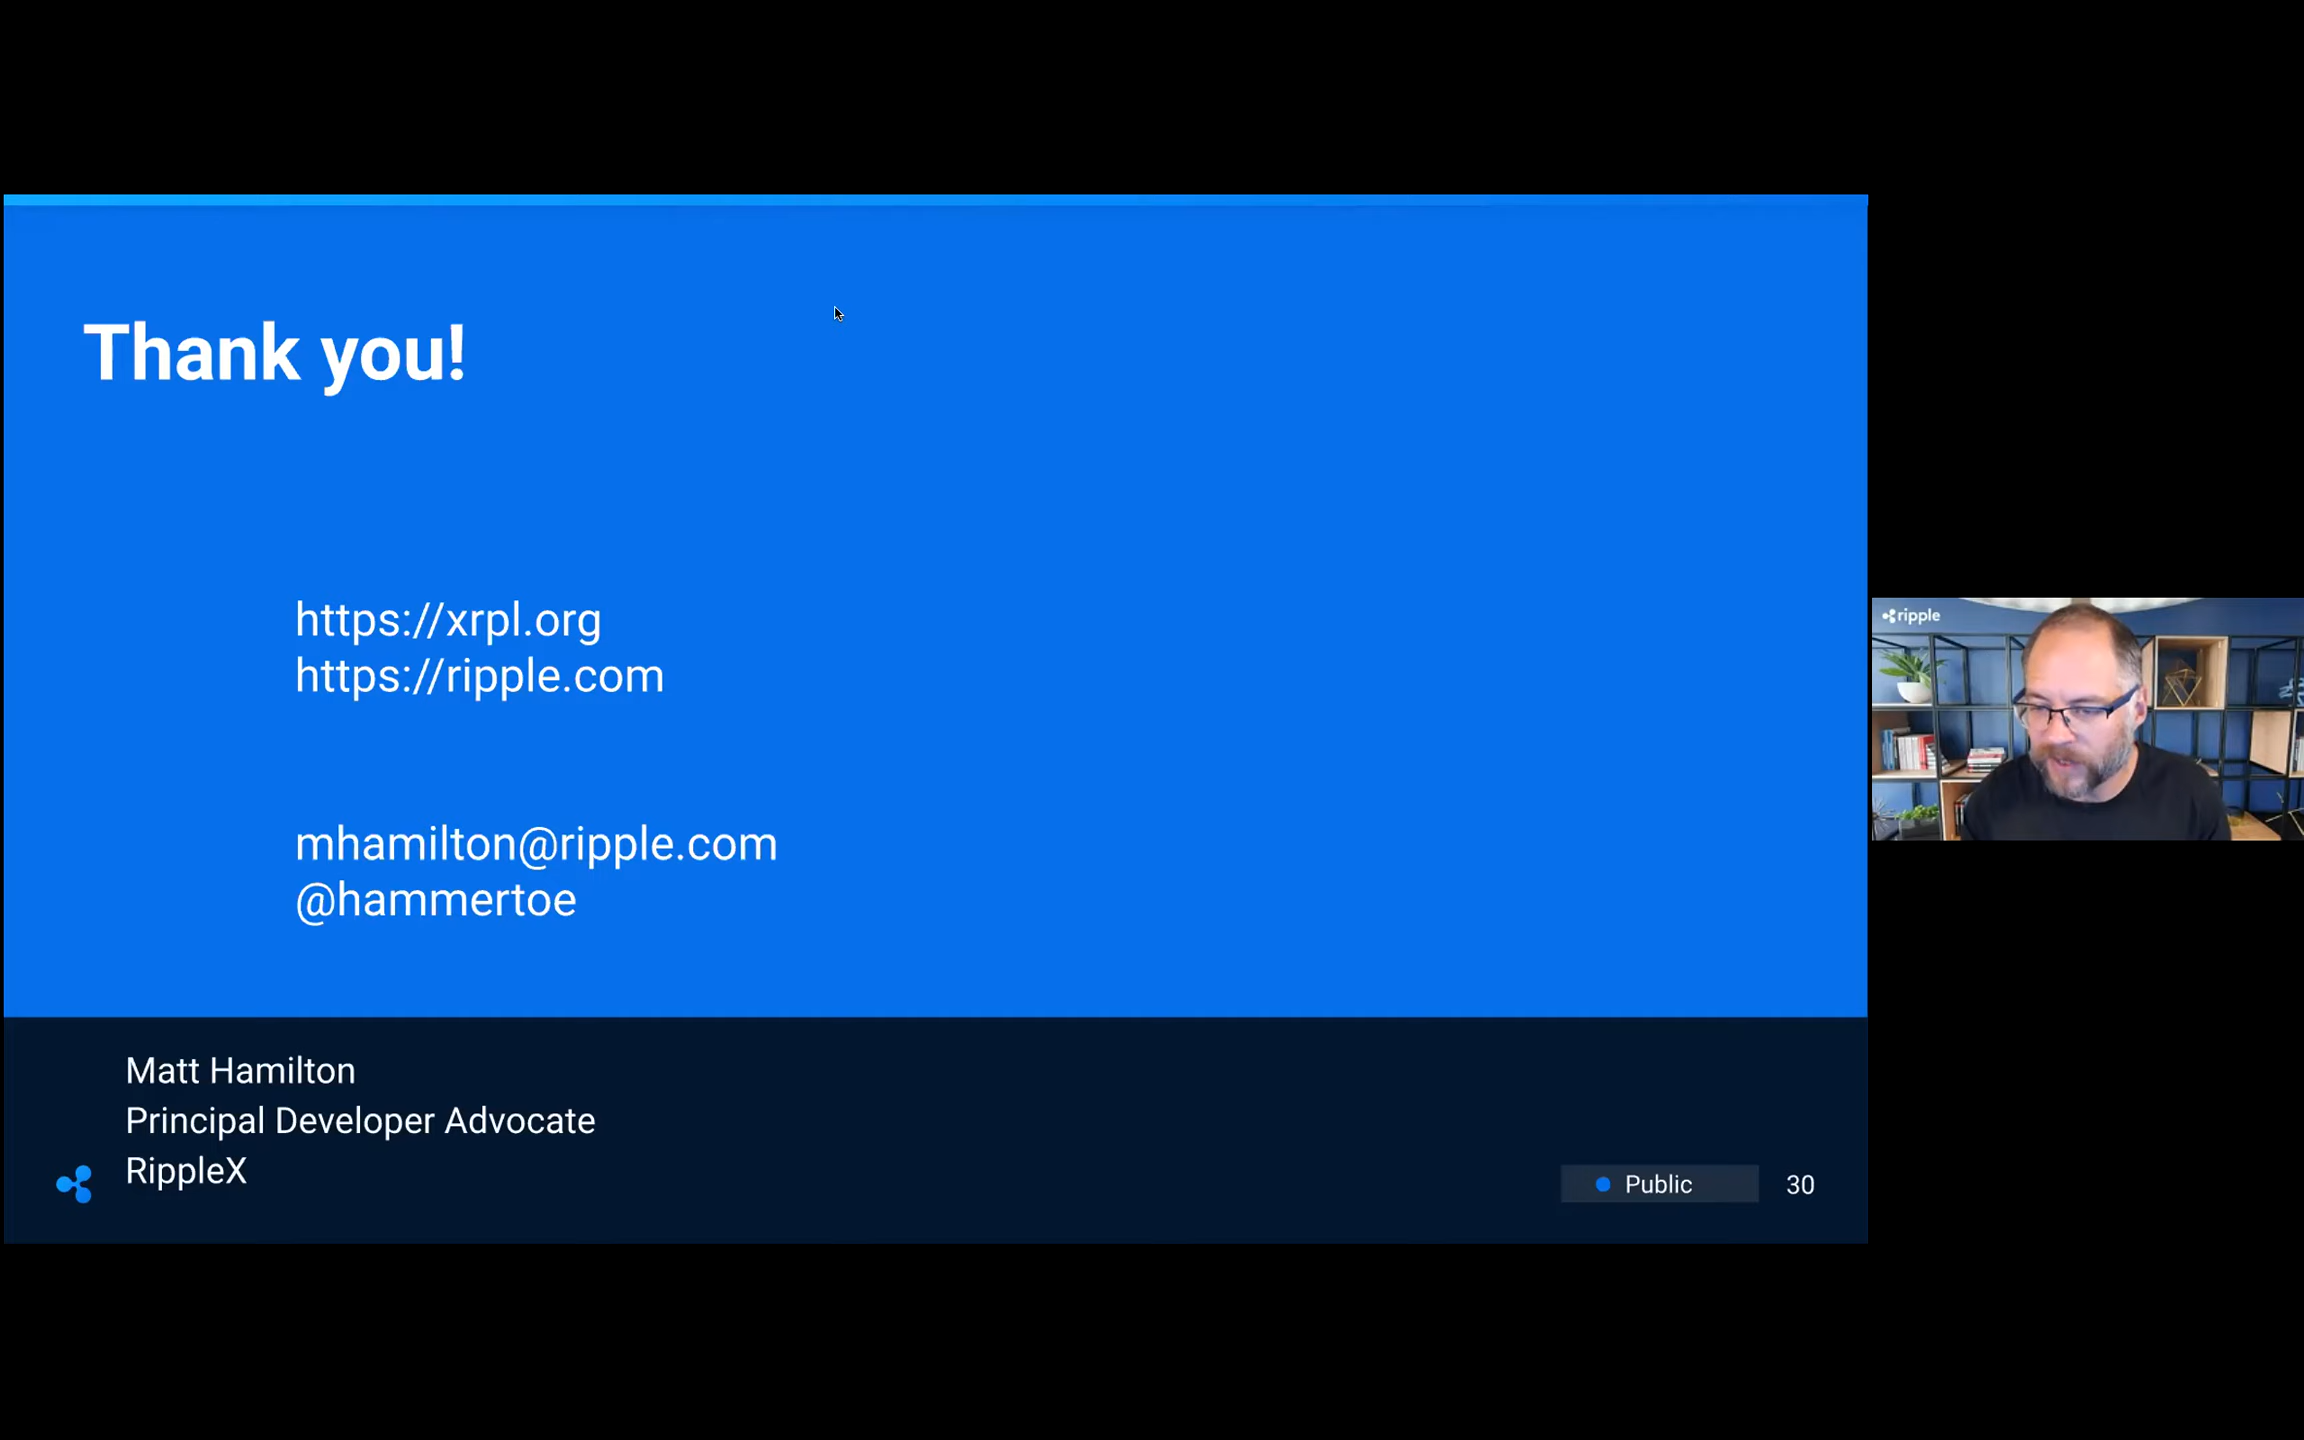 Thank you!
https://xrpl.org
https://ripple.com
mhamilton@ripple.com
@hammertoe
Matt Hamilton
Principal Developer Advocate
RippleX
Public
30
ripple